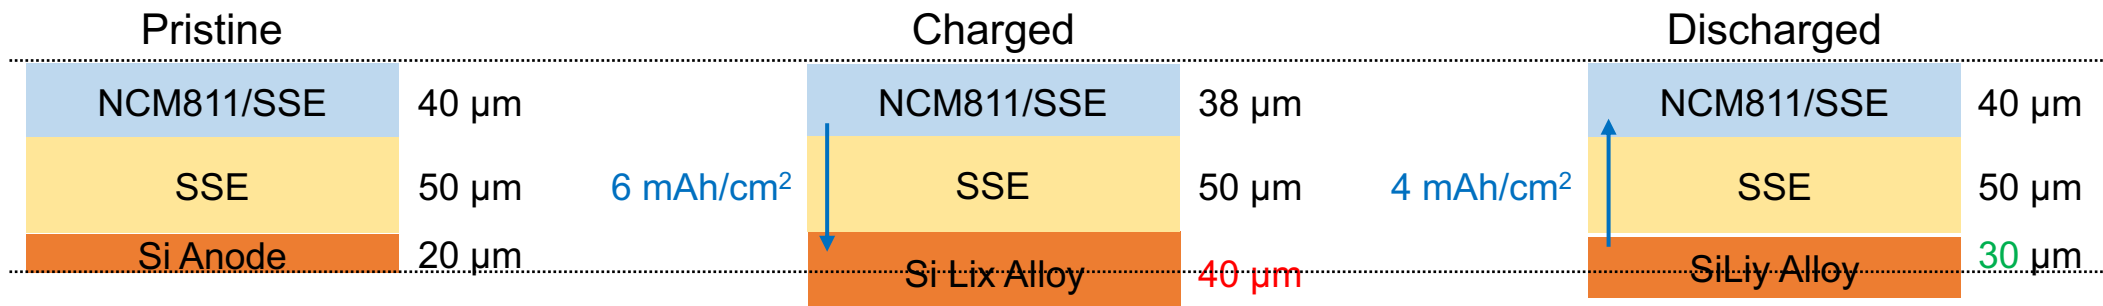 Pristine
Charged
Discharged
NCM811/SSE
40 μm
NCM811/SSE
38 μm
NCM811/SSE
40 μm
SSE
50 μm
6 mAh/cm²
SSE
50 μm
4 mAh/cm²
SSE
50 μm
Si Anode
20 μm
Si Lix Alloy
40 μm
SiLiy Alloy
30 μm